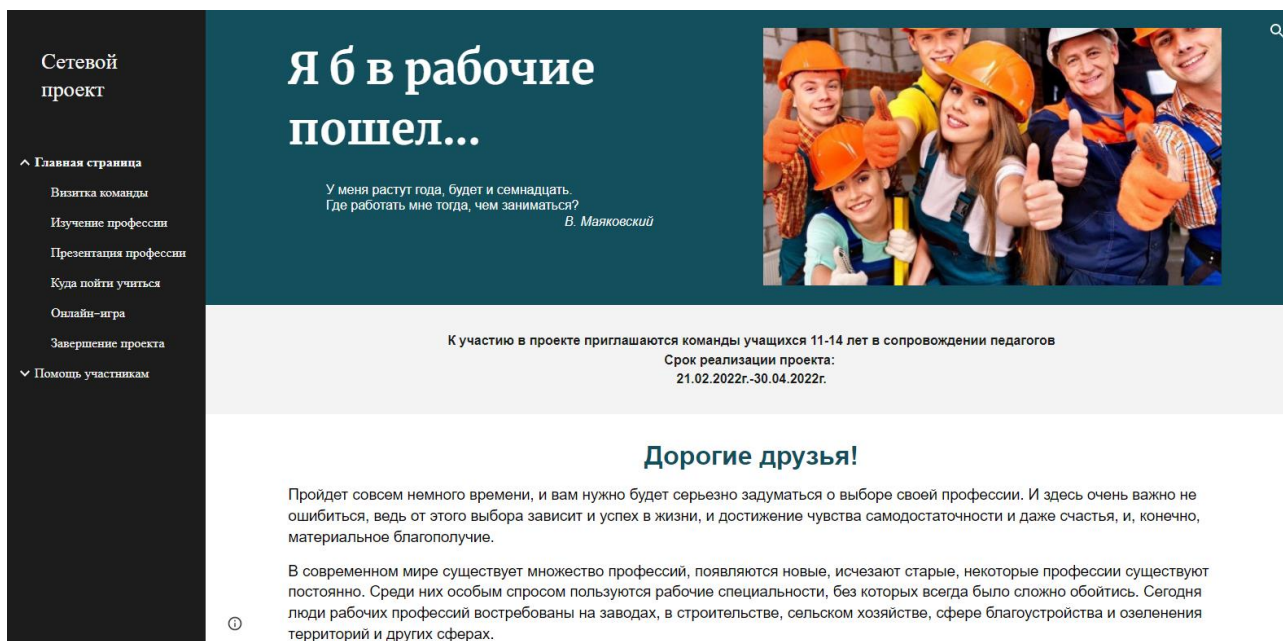 Сетевой
проект
Главная страница
Визитка команды
Изучение профессии
Презентация профессии
Куда пойти учиться
Онлайн-игра
Завершение проекта
Помощь участникам
Я б в рабочие
пошел...
У меня растут года, будет и семнадцать.
Где работать мне тогда, чем заниматься?
В. Маяковский
К участию в проекте приглашаются команды учащихся 11-14 лет в сопровождении педагогов
Срок реализации проекта:
21.02.2022г.-30.04.2022г.
Дорогие друзья!
Пройдет совсем немного времени, и вам нужно будет серьезно задуматься о выборе своей профессии. И здесь очень важно не
ошибиться, ведь от этого выбора зависит и успех в жизни, и достижение чувства самодостаточности и даже счастья, и, конечно,
материальное благополучие.
В современном мире существует множество профессий, появляются новые, исчезают старые, некоторые профессии существуют
постоянно. Среди них особым спросом пользуются рабочие специальности, без которых всегда было сложно обойтись. Сегодня
люди рабочих профессий востребованы на заводах, в строительстве, сельском хозяйстве, сфере благоустройства и озеленения
территорий и других сферах.